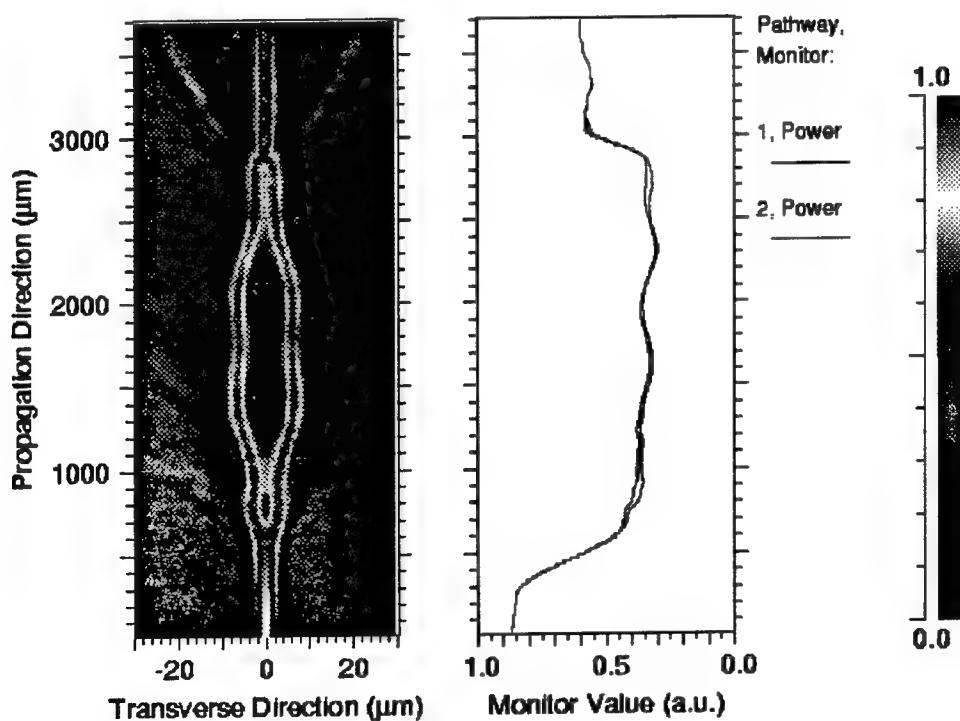 Propagation Direction (μm)
3000
2000
1000
-20 0 20
Transverse Direction (μm)
1.0 0.5 0.0
Monitor Value (a.u.)
Pathway,
Monitor:
1, Power
2, Power
1.0
0.0